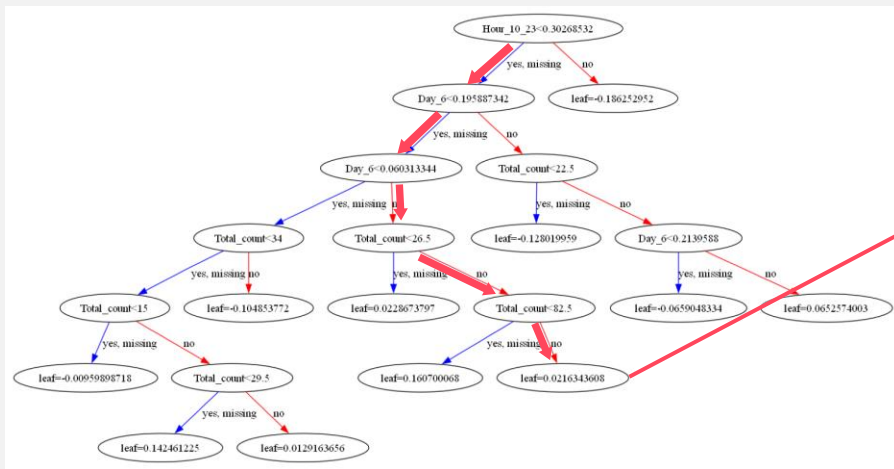 Hour_10_23<0.30268532
yes, missing
no
Day_6<0.195887342
leaf=-0.186252952
yes, missing
no
Day_6<0.060313344
Total_count<22.5
yes, missing
no
yes, missing
no
Total_count<34
Total_count<26.5
leaf=-0.128019959
Day_6<0.2139588
yes, missing
no
yes, missing
no
yes, missing
no
Total_count<15
leaf=-0.104853772
leaf=0.0228673797
Total_count<82.5
leaf=-0.0659048334
leaf=0.0652574003
yes, missing
no
yes, missing
no
leaf=-0.00959898718
Total_count<29.5
leaf=0.160700068
leaf=0.0216343608
yes, missing
no
leaf=0.142461225
leaf=0.0129163656